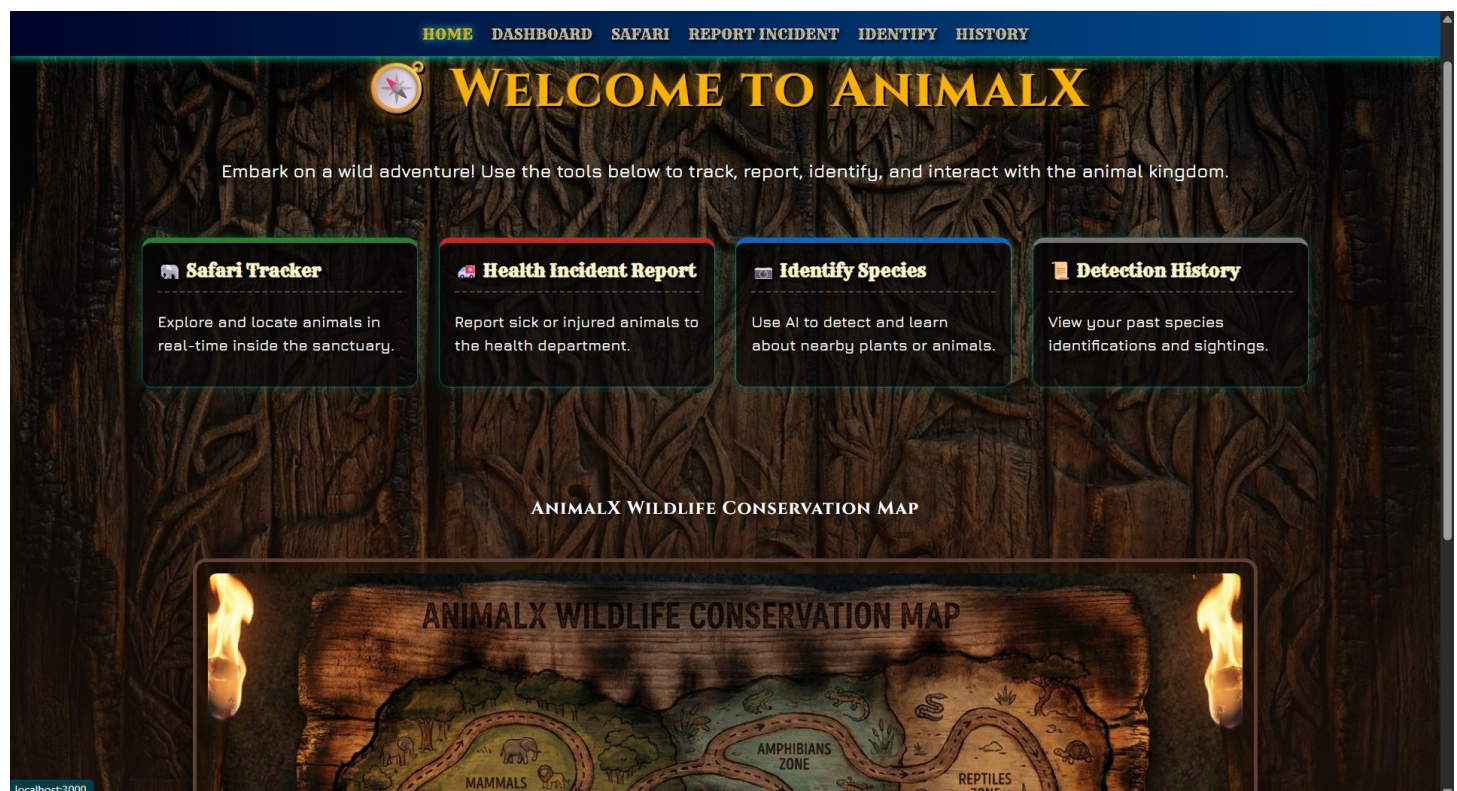 HOME DASHBOARD SAFARI REPORT INCIDENT IDENTIFY HISTORY
WELCOME TO ANIMALX
Embark on a wild adventure! Use the tools below to track, report, identify, and interact with the animal kingdom.
Safari Tracker
Explore and locate animals in
real-time inside the sanctuary.
Health Incident Report
Report sick or injured animals to
the health department.
Identify Species
Use AI to detect and learn
about nearby plants or animals.
Detection History
View your past species
identifications and sightings.
ANIMALX WILDLIFE CONSERVATION MAP
ANIMALX WILDLIFE CONSERVATION MAP
AMPHIBIANS
ZONE
MAMMALS
REPTILES
ZONE
localhost:3000